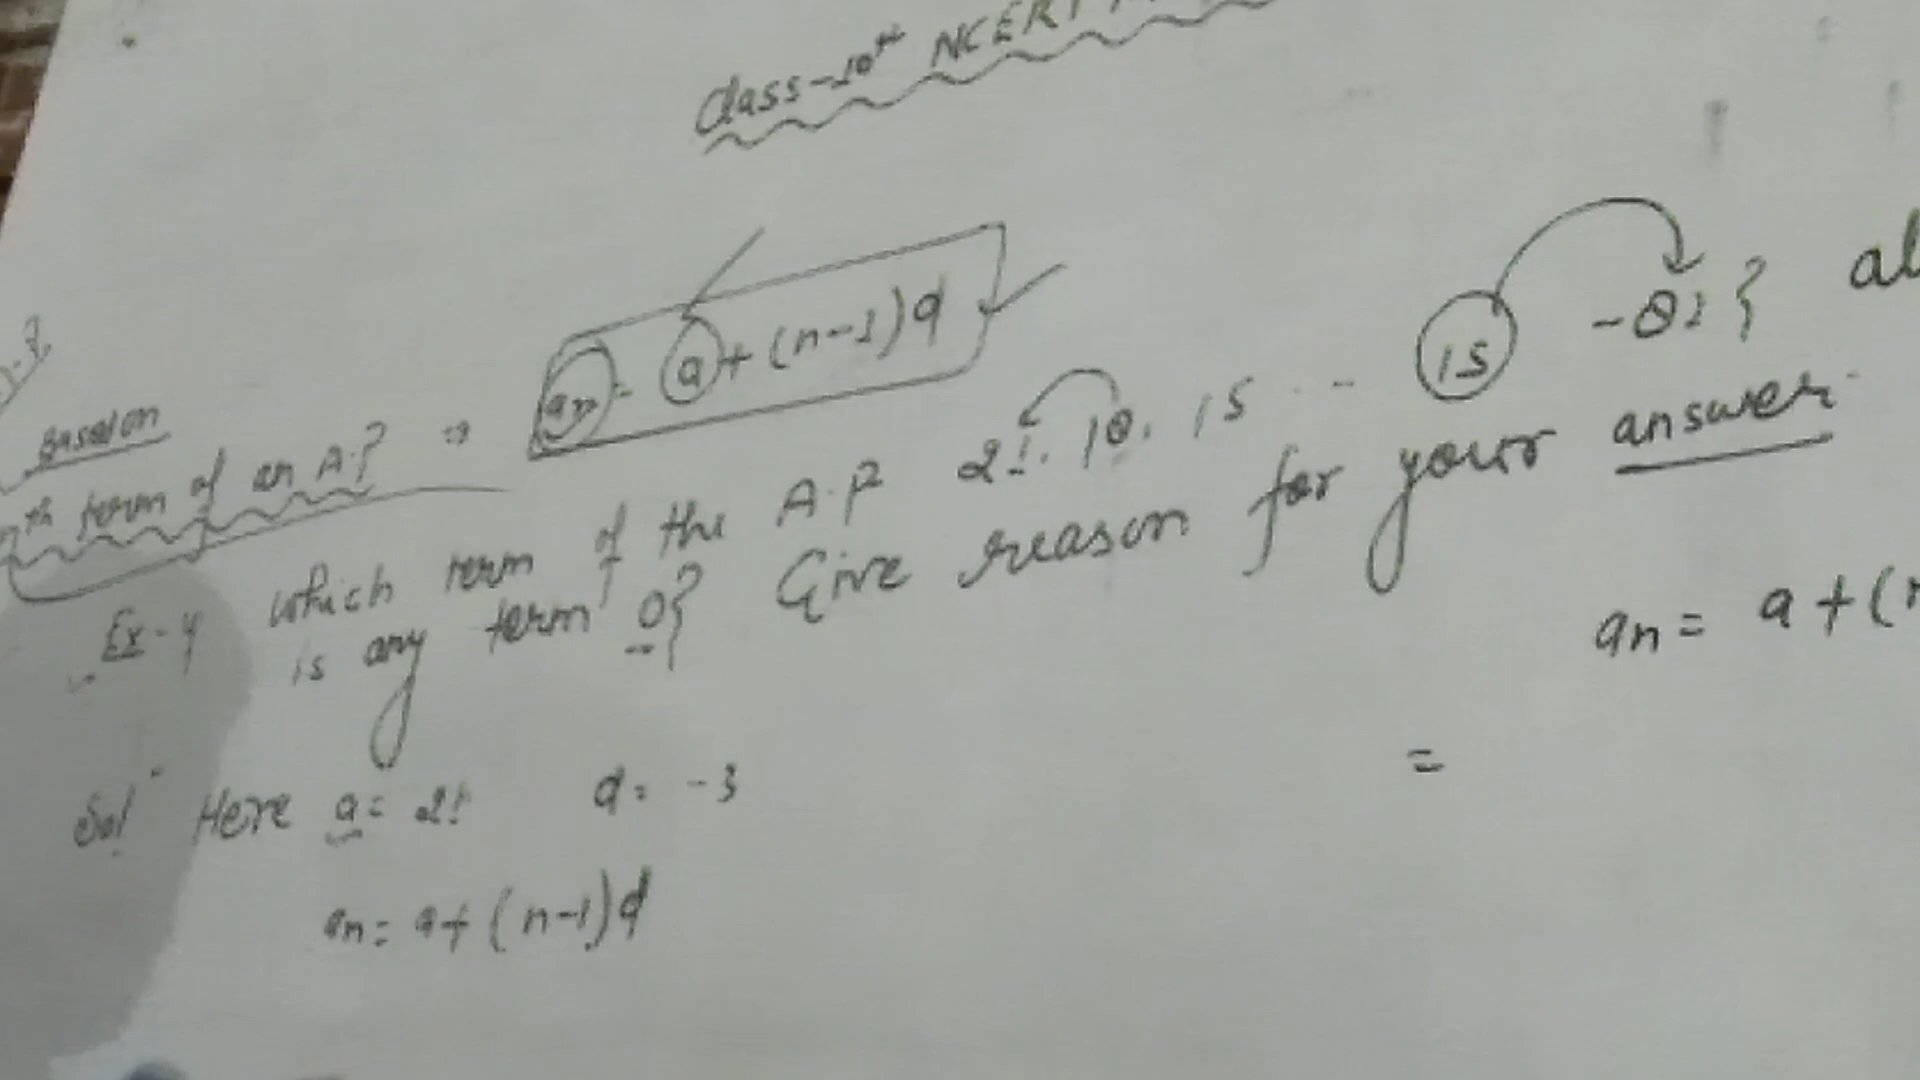 Class-10th NCERT
Based on
nth term of an A.P ⇒ an = a + (n-1)d
Ex-4 which term of the A.P 21, 18, 15 . . - is -81? al
is any term 0? Give reason for your answer.
Sol Here a = 21 d = -3
an = a + (n-1)d
an = a + (n
=